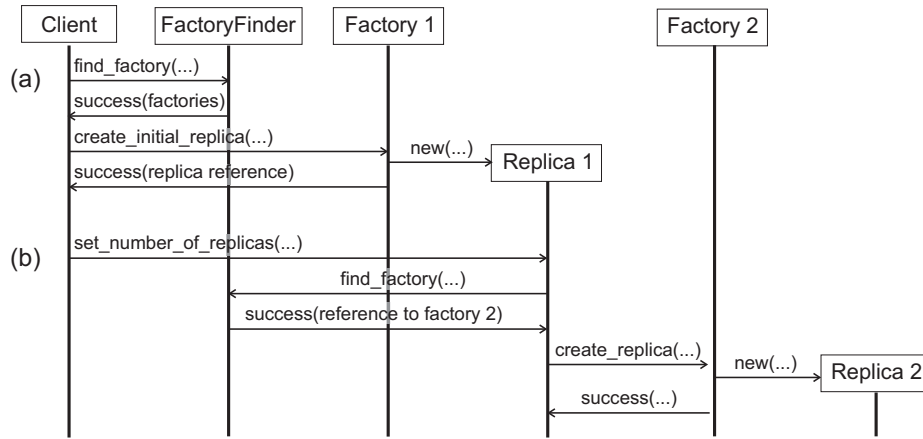 Client
FactoryFinder
Factory 1
Factory 2
(a)
find_factory(...)
success(factories)
create_initial_replica(...)
new(...)
Replica 1
success(replica reference)
(b)
set_number_of_replicas(...)
find_factory(...)
success(reference to factory 2)
create_replica(...)
new(...)
Replica 2
success(...)